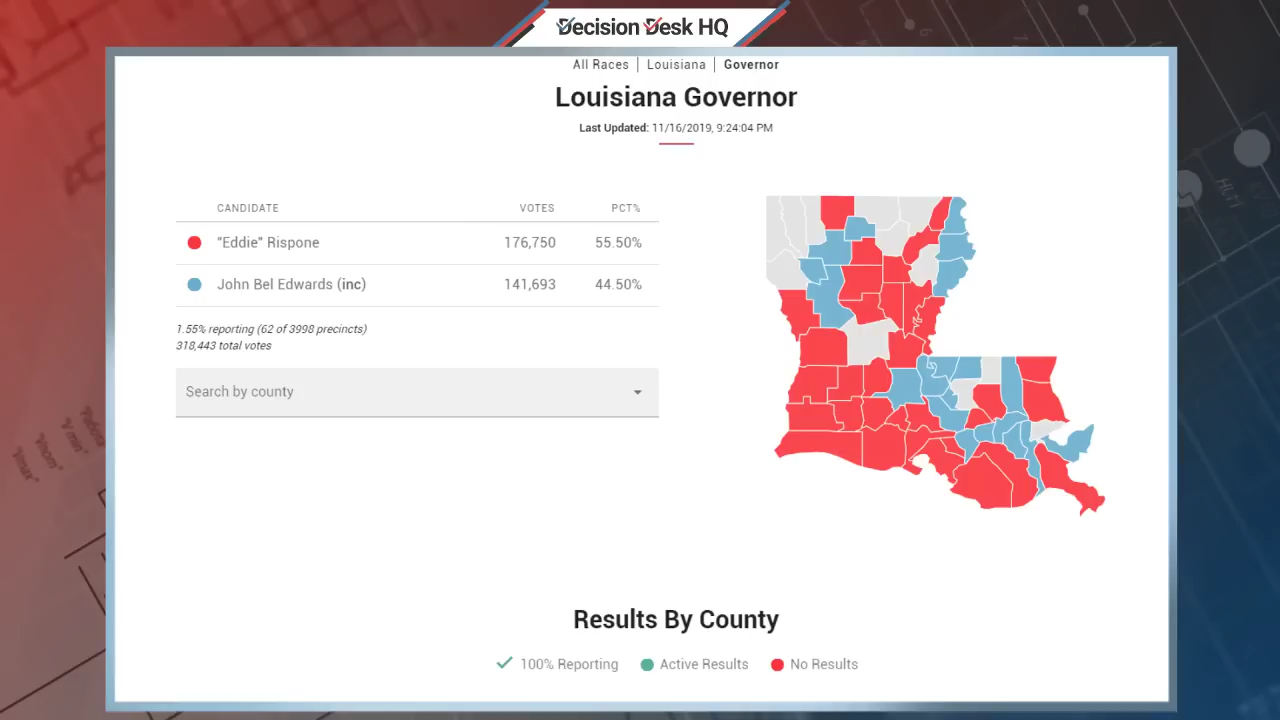 Decision Desk HQ
All Races | Louisiana | Governor
Louisiana Governor
Last Updated: 11/16/2019, 9:24:04 PM
CANDIDATE VOTES PCT%
"Eddie" Rispone 176,750 55.50%
John Bel Edwards (inc) 141,693 44.50%
1.55% reporting (62 of 3998 precincts)
318,443 total votes
Search by county
Results By County
100% Reporting Active Results No Results